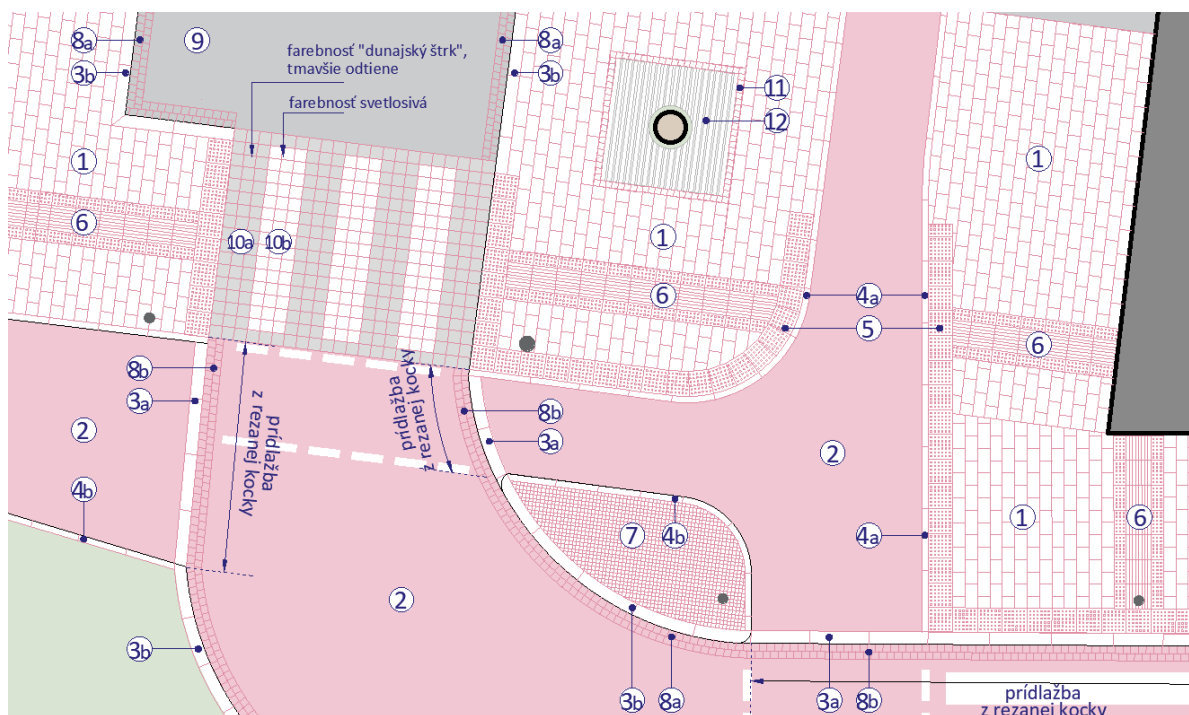 8a
9
8a
farebnosť "dunajský štrk",
tmavšie odtiene
3b
3b
11
farebnosť svetlosivá
12
1
1
6
1
10a
10b
6
4a
5
6
8b
prídlažba
z rezanej kocky
prídlažba
z rezanej kocky
3a
8b
3a
2
2
4b
7
4b
1
6
4a
2
3b
3b
8a
3a
8b
prídlažba
z rezanej kocky